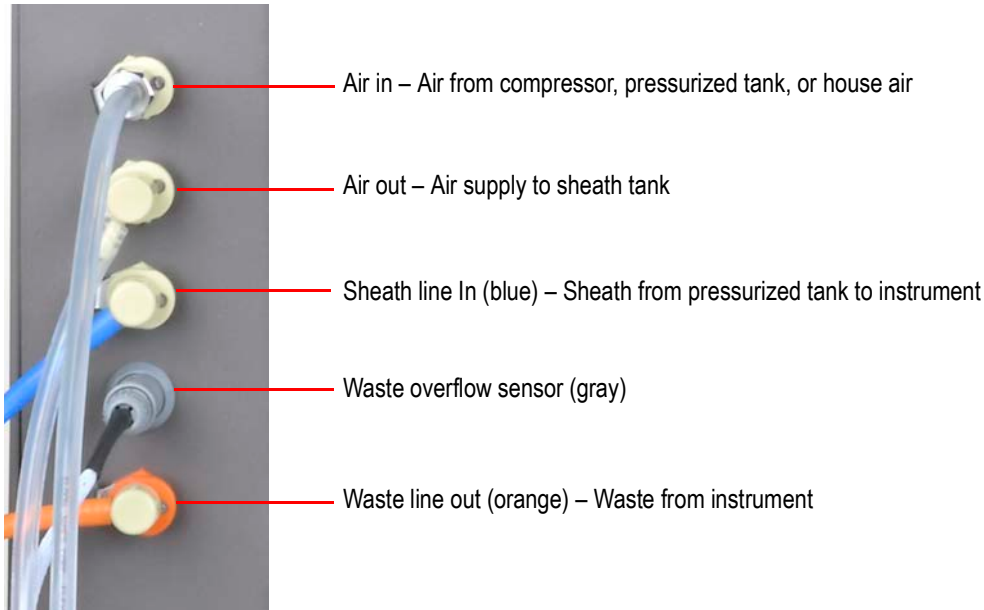 Air in – Air from compressor, pressurized tank, or house air
Air out – Air supply to sheath tank
Sheath line In (blue) – Sheath from pressurized tank to instrument
Waste overflow sensor (gray)
Waste line out (orange) – Waste from instrument